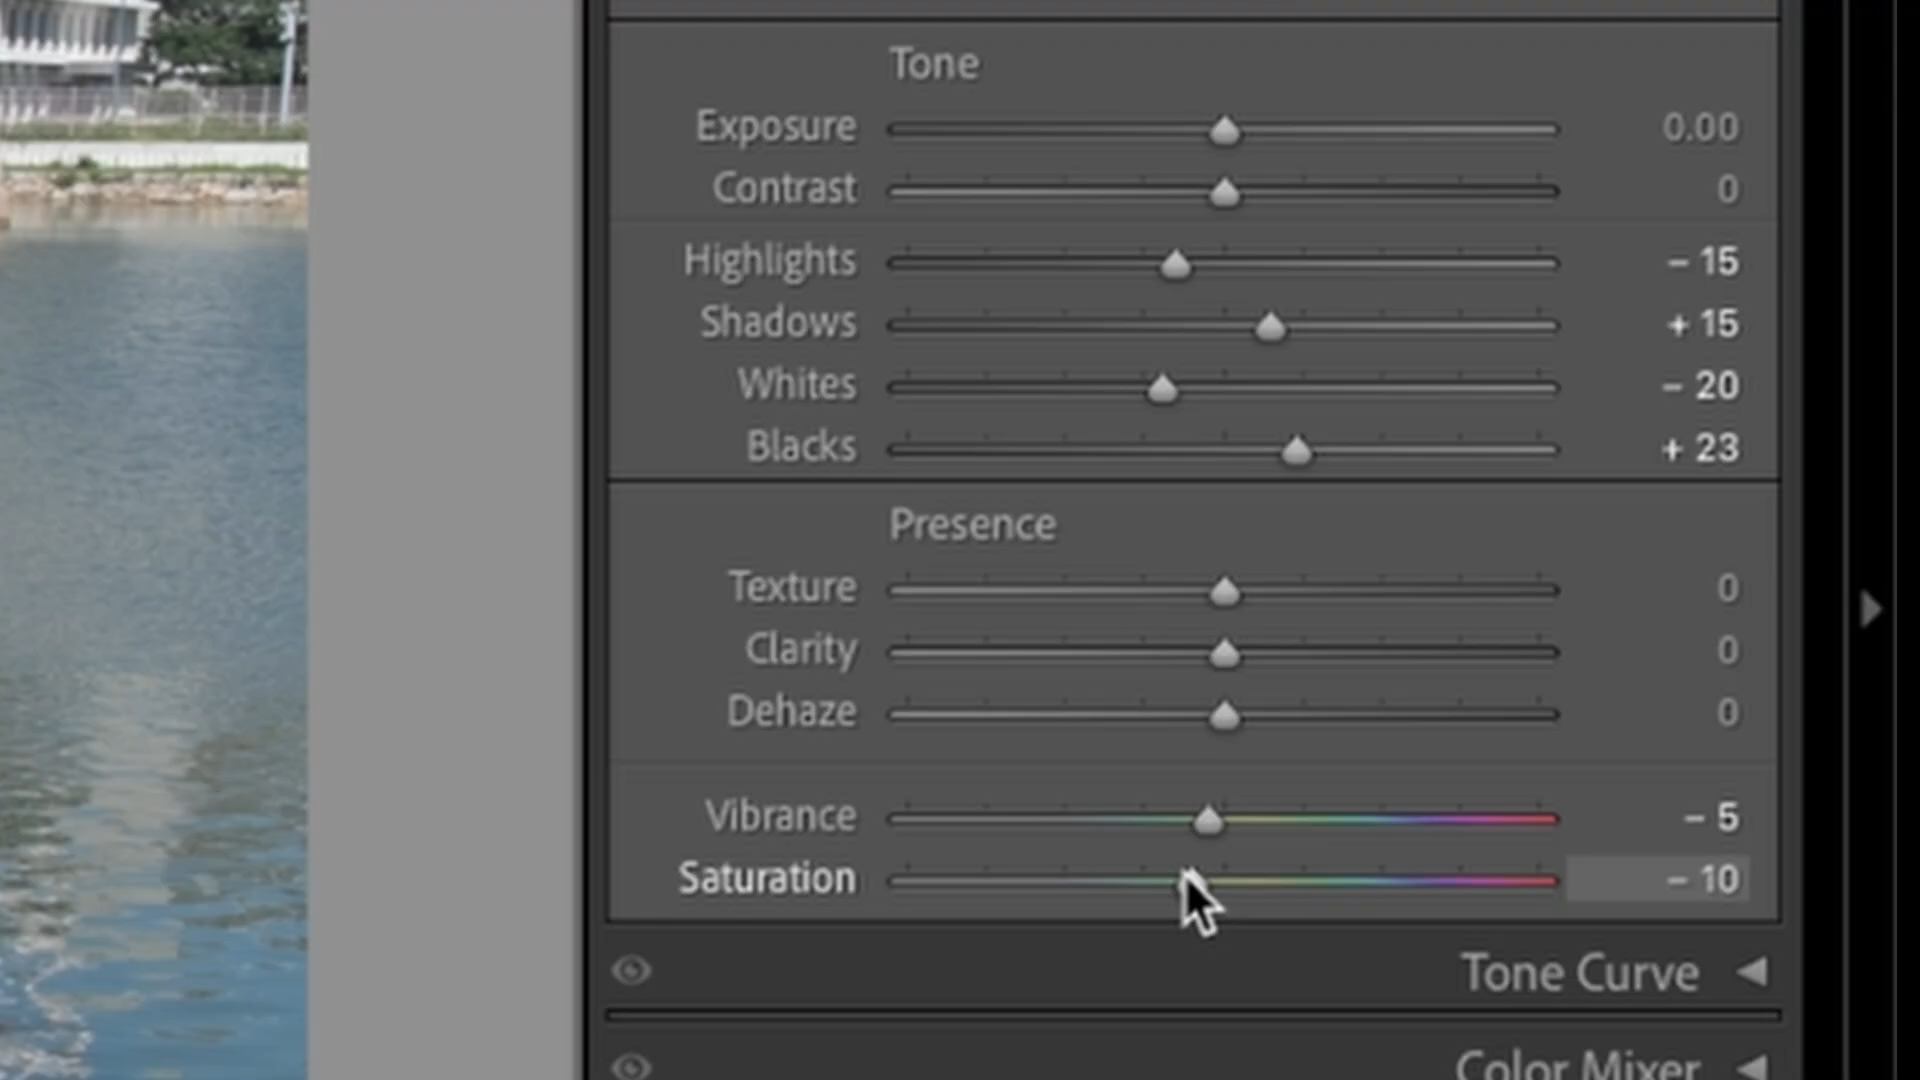 Tone
Exposure 0.00
Contrast 0
Highlights – 15
Shadows + 15
Whites – 20
Blacks + 23
Presence
Texture 0
Clarity 0
Dehaze 0
Vibrance – 5
Saturation – 10
Tone Curve
Color Mixer